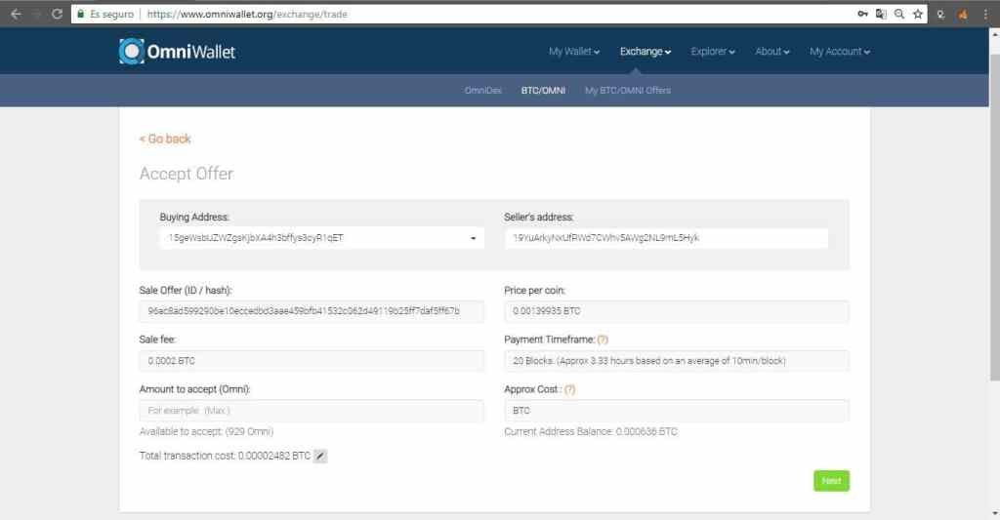 Es seguro | https://www.omniwallet.org/exchange/trade
OmniWallet
My Wallet Exchange Explorer About My Account
OmniDex BTC/OMNI My BTC/OMNI Offers
< Go back
Accept Offer
Buying Address: Seller's address:
Sale Offer (ID / hash): Price per coin:
0.00139935 BTC
Sale fee: Payment Timeframe: (?)
0.0002 BTC 20 Blocks. (Approx 3.33 hours based on an average of 10min/block)
Amount to accept (Omni): Approx Cost : (?)
For example: (Max ) BTC
Available to accept: (929 Omni) Current Address Balance: 0.000636 BTC
Total transaction cost: 0.00002482 BTC
Next